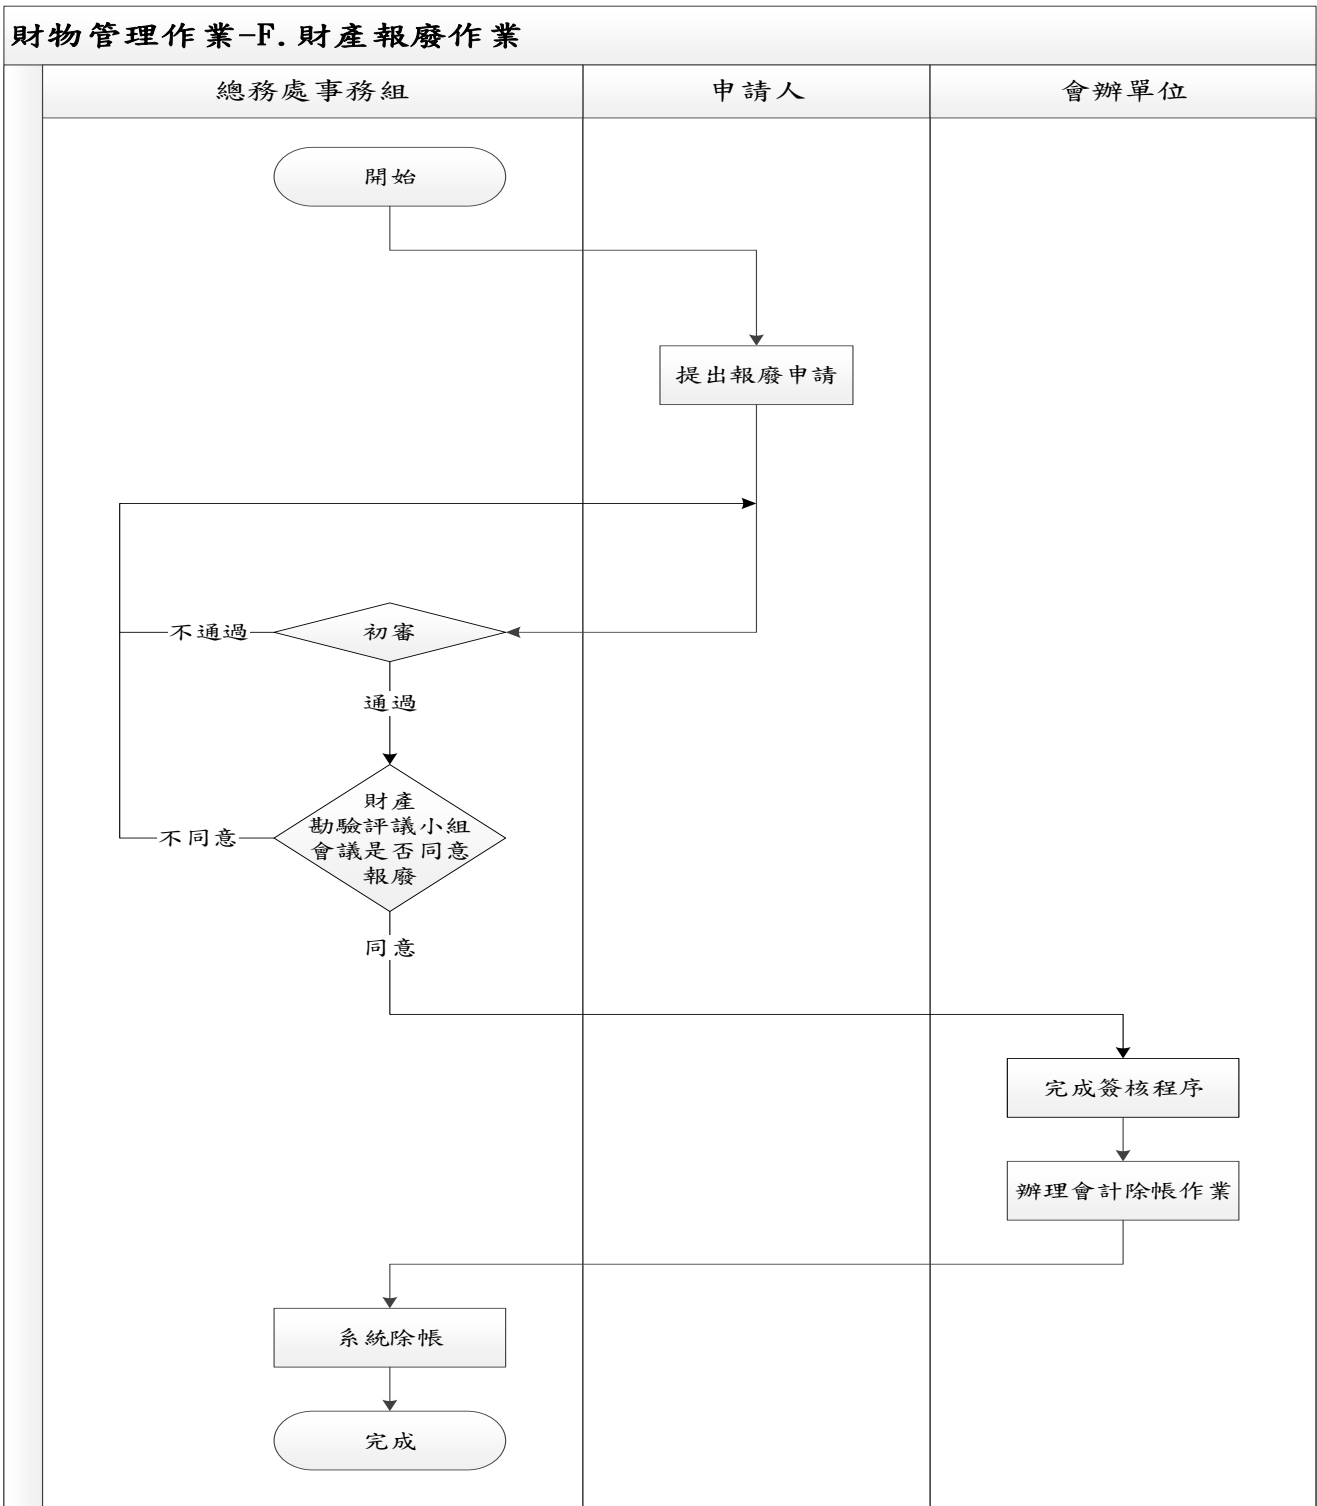 財物管理作業-F.財產報廢作業
總務處事務組
申請人
會辦單位
開始
提出報廢申請
初審
不通過
通過
財產
勘驗評議小組
會議是否同意
報廢
不同意
同意
完成簽核程序
辦理會計除帳作業
系統除帳
完成